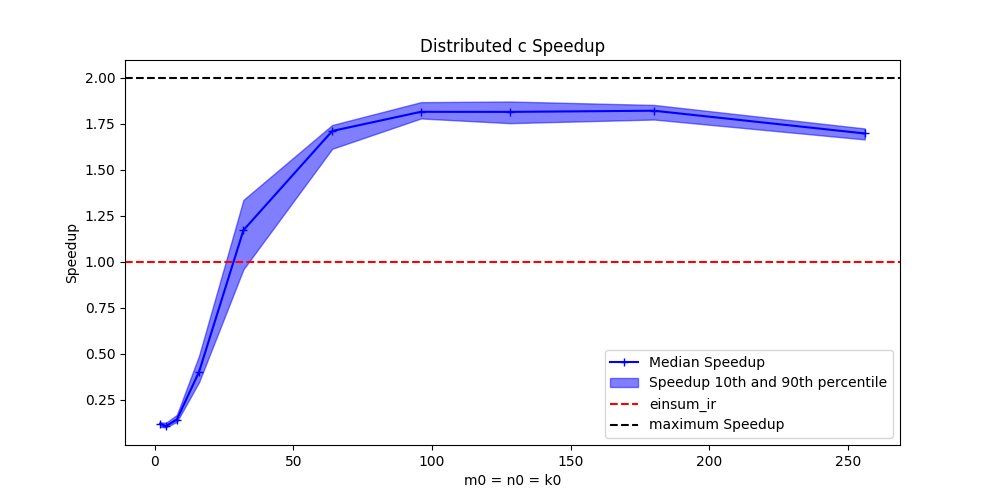 Distributed c Speedup
2.00
1.75
1.50
1.25
1.00
0.75
0.50
0.25
Speedup
0
50
100
150
200
250
m0 = n0 = k0
Median Speedup
Speedup 10th and 90th percentile
einsum_ir
maximum Speedup